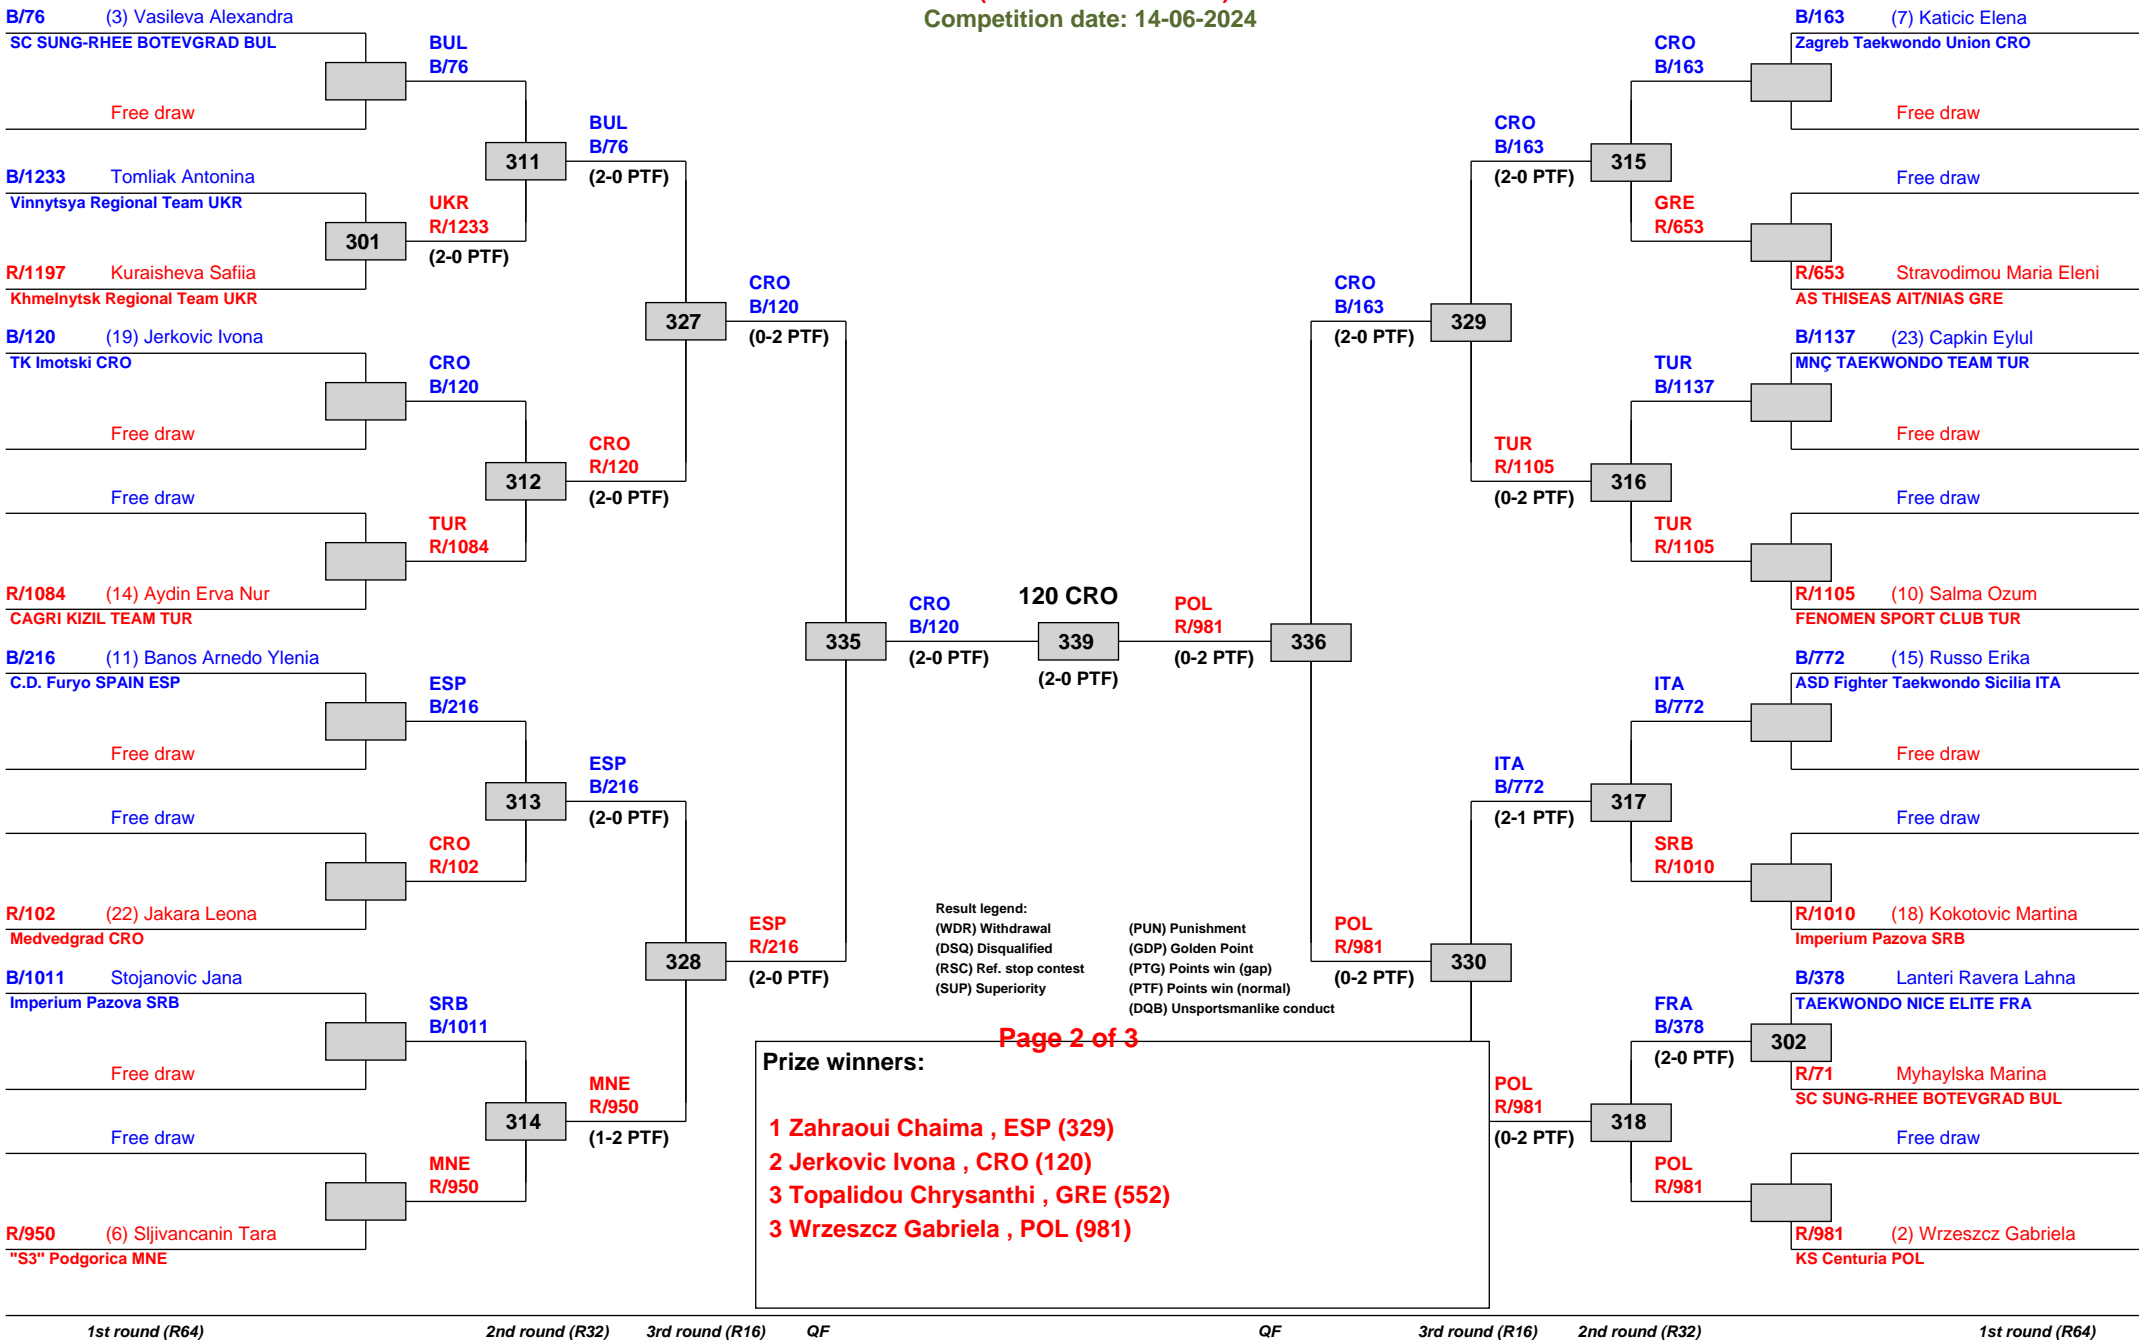 Competition date: 14-06-2024
B/76 (3) Vasileva Alexandra
SC SUNG-RHEE BOTEVGRAD BUL
Free draw
B/1233 Tomliak Antonina
Vinnytsya Regional Team UKR
301
R/1197 Kuraisheva Safiia
Khmelnytsk Regional Team UKR
B/120 (19) Jerkovic Ivona
TK Imotski CRO
Free draw
Free draw
R/1084 (14) Aydin Erva Nur
CAGRI KIZIL TEAM TUR
B/216 (11) Banos Arnedo Ylenia
C.D. Furyo SPAIN ESP
Free draw
Free draw
R/102 (22) Jakara Leona
Medvedgrad CRO
B/1011 Stojanovic Jana
Imperium Pazova SRB
Free draw
Free draw
R/950 (6) Sljivancanin Tara
"S3" Podgorica MNE
BUL
B/76
311
UKR
R/1233
(2-0 PTF)
CRO
B/120
312
TUR
R/1084
ESP
B/216
313
CRO
R/102
SRB
B/1011
314
MNE
R/950
BUL
B/76
(2-0 PTF)
327
CRO
R/120
(2-0 PTF)
ESP
B/216
(2-0 PTF)
328
MNE
R/950
(1-2 PTF)
CRO
B/120
(0-2 PTF)
335
ESP
R/216
(2-0 PTF)
CRO
B/120
(2-0 PTF)
120 CRO
339
(2-0 PTF)
POL
R/981
(0-2 PTF)
336
CRO
B/163
(2-0 PTF)
329
POL
R/981
(0-2 PTF)
330
CRO
B/163
(2-0 PTF)
315
TUR
R/1105
(0-2 PTF)
316
ITA
B/772
(2-1 PTF)
317
POL
R/981
(0-2 PTF)
318
CRO
B/163
GRE
R/653
TUR
B/1137
TUR
R/1105
ITA
B/772
SRB
R/1010
FRA
B/378
(2-0 PTF)
302
POL
R/981
B/163 (7) Katicic Elena
Zagreb Taekwondo Union CRO
Free draw
Free draw
R/653 Stravodimou Maria Eleni
AS THISEAS AIT/NIAS GRE
B/1137 (23) Capkin Eylul
MNÇ TAEKWONDO TEAM TUR
Free draw
Free draw
R/1105 (10) Salma Ozum
FENOMEN SPORT CLUB TUR
B/772 (15) Russo Erika
ASD Fighter Taekwondo Sicilia ITA
Free draw
Free draw
R/1010 (18) Kokotovic Martina
Imperium Pazova SRB
B/378 Lanteri Ravera Lahna
TAEKWONDO NICE ELITE FRA
R/71 Myhaylska Marina
SC SUNG-RHEE BOTEVGRAD BUL
Free draw
R/981 (2) Wrzeszcz Gabriela
KS Centuria POL
Result legend:
(WDR) Withdrawal (PUN) Punishment
(DSQ) Disqualified (GDP) Golden Point
(RSC) Ref. stop contest (PTG) Points win (gap)
(SUP) Superiority (PTF) Points win (normal)
(DQB) Unsportsmanlike conduct
Page 2 of 3
Prize winners:
1 Zahraoui Chaima , ESP (329)
2 Jerkovic Ivona , CRO (120)
3 Topalidou Chrysanthi , GRE (552)
3 Wrzeszcz Gabriela , POL (981)
1st round (R64) 2nd round (R32) 3rd round (R16) QF QF 3rd round (R16) 2nd round (R32) 1st round (R64)